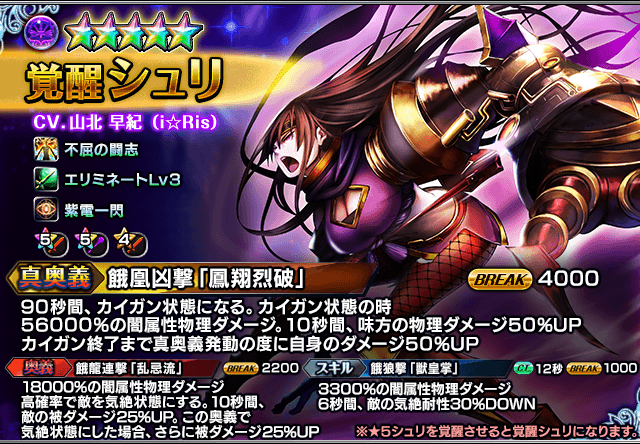 覚醒シュリ
CV.山北 早紀 (i☆Ris)
不屈の闘志
エリミネートLv3
紫電一閃
5 5 4
真奥義 餓凰凶撃「鳳翔烈破」 BREAK 4000
90秒間、カイガン状態になる。カイガン状態の時
56000%の闇属性物理ダメージ。10秒間、味方の物理ダメージ50%UP
カイガン終了まで真奥義発動の度に自身のダメージ50%UP
奥義 餓龍連撃「乱忌流」 BREAK 2200
18000%の闇属性物理ダメージ
高確率で敵を気絶状態にする。10秒間、
敵の被ダメージ25%UP。この奥義で
気絶状態にした場合、さらに被ダメージ25%UP
スキル 餓狼撃「獣皇掌」 C.T. 12秒 BREAK 1000
3300%の闇属性物理ダメージ
6秒間、敵の気絶耐性30%DOWN
※★5シュリを覚醒させると覚醒シュリになります。